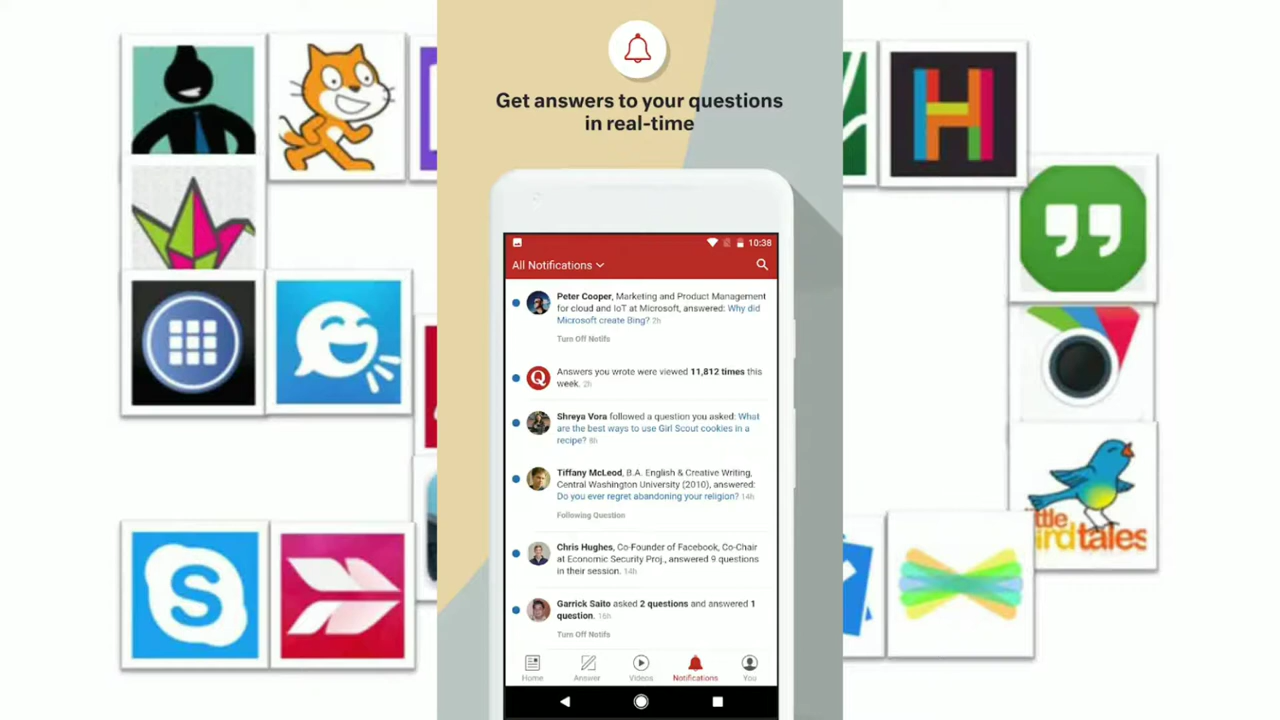 Get answers to your questions
in real-time
10:38
All Notifications
Peter Cooper, Marketing and Product Management
for cloud and IoT at Microsoft, answered: Why did
Microsoft create Bing? 2h
Turn Off Notifs
Answers you wrote were viewed 11,812 times this
week. 2h
Shreya Vora followed a question you asked: What
are the best ways to use Girl Scout cookies in a
recipe? 8h
Tiffany McLeod, B.A. English & Creative Writing,
Central Washington University (2010), answered:
Do you ever regret abandoning your religion? 14h
Following Question
Chris Hughes, Co-Founder of Facebook, Co-Chair
at Economic Security Proj., answered 9 questions
in their session. 14h
Garrick Saito asked 2 questions and answered 1
question. 16h
Turn Off Notifs
Home Answer Videos Notifications You
Q
S
H
ttle
irdtales